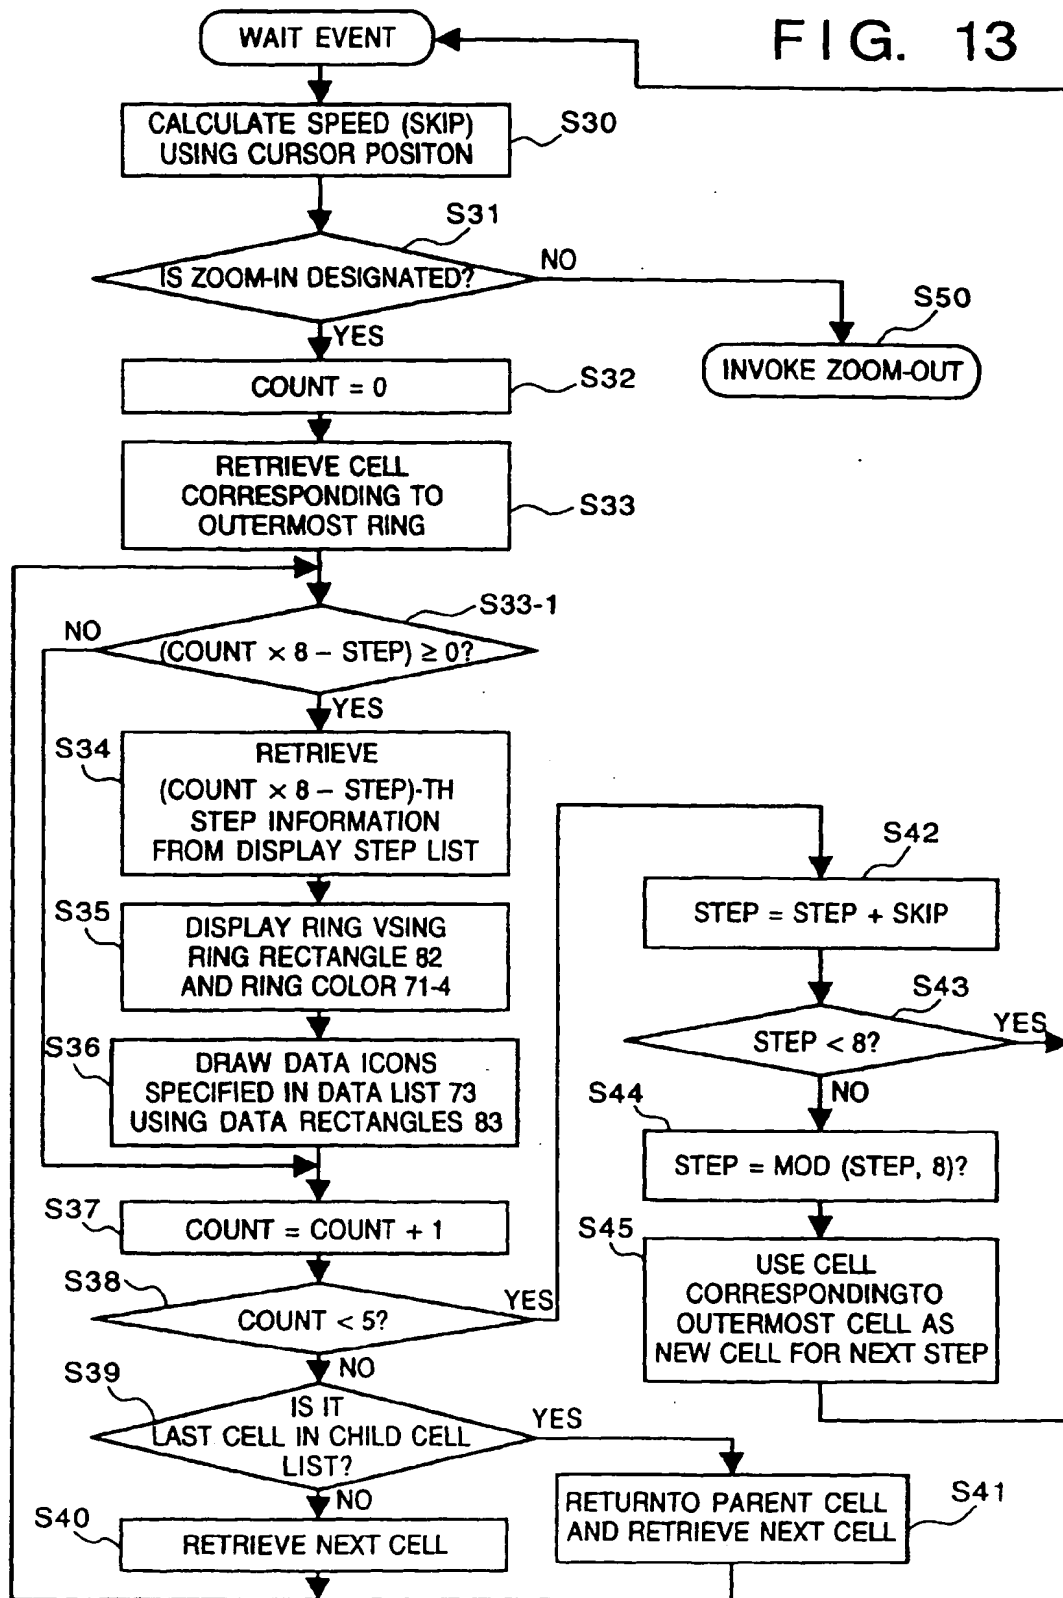 FIG. 13
WAIT EVENT
CALCULATE SPEED (SKIP)
USING CURSOR POSITON
S30
S31
IS ZOOM-IN DESIGNATED?
NO
YES
S50
INVOKE ZOOM-OUT
COUNT = 0
S32
RETRIEVE CELL
CORRESPONDING TO
OUTERMOST RING
S33
S33-1
NO
(COUNT × 8 – STEP) ≥ 0?
YES
S34
RETRIEVE
(COUNT × 8 – STEP)-TH
STEP INFORMATION
FROM DISPLAY STEP LIST
S35
DISPLAY RING VSING
RING RECTANGLE 82
AND RING COLOR 71-4
S36
DRAW DATA ICONS
SPECIFIED IN DATA LIST 73
USING DATA RECTANGLES 83
S37
COUNT = COUNT + 1
S38
COUNT < 5?
YES
NO
S39
IS IT
LAST CELL IN CHILD CELL
LIST?
YES
NO
S40
RETRIEVE NEXT CELL
RETURNTO PARENT CELL
AND RETRIEVE NEXT CELL
S41
S42
STEP = STEP + SKIP
S43
STEP < 8?
YES
NO
S44
STEP = MOD (STEP, 8)?
S45
USE CELL
CORRESPONDINGTO
OUTERMOST CELL AS
NEW CELL FOR NEXT STEP